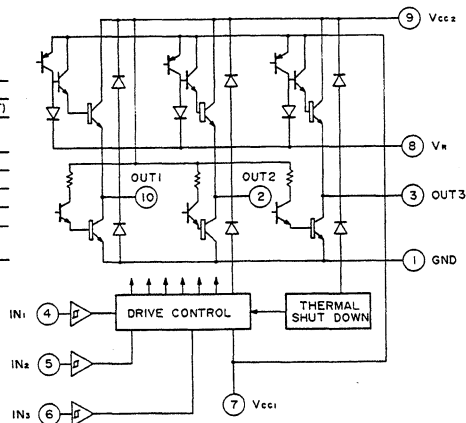 9 Vcc2
T)
8 VR
OUT1
OUT2
10
2
3 OUT3
1 GND
IN1 4
DRIVE CONTROL
THERMAL
SHUT DOWN
IN2 5
7 Vcc1
IN3 6